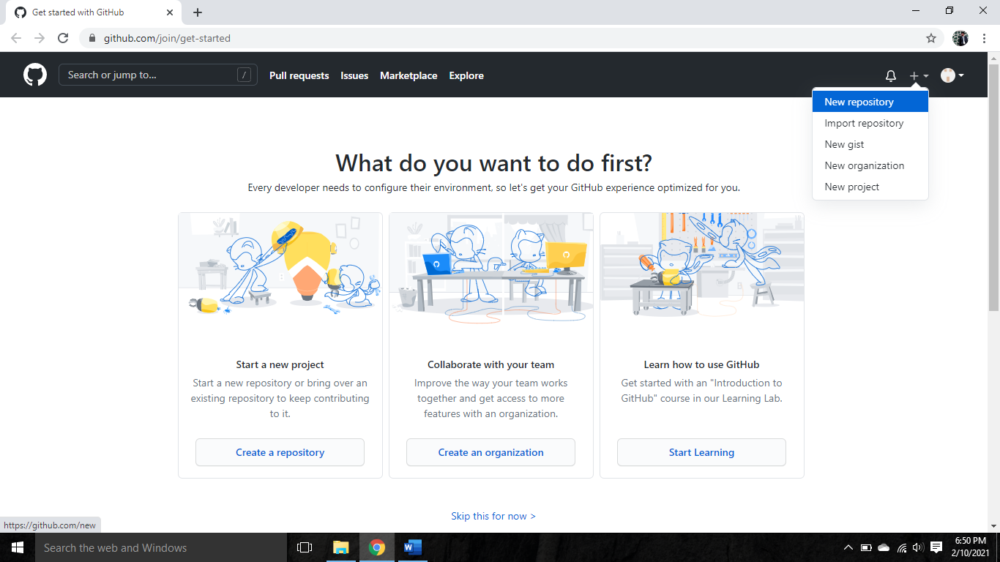 Get started with GitHub
github.com/join/get-started
Search or jump to...
/
Pull requests
Issues
Marketplace
Explore
New repository
Import repository
New gist
New organization
New project
What do you want to do first?
Every developer needs to configure their environment, so let's get your GitHub experience optimized for you.
Start a new project
Start a new repository or bring over an
existing repository to keep contributing
to it.
Create a repository
Collaborate with your team
Improve the way your team works
together and get access to more
features with an organization.
Create an organization
Learn how to use GitHub
Get started with an "Introduction to
GitHub" course in our Learning Lab.
Start Learning
Skip this for now >
https://github.com/new
Search the web and Windows
6:50 PM
2/10/2021